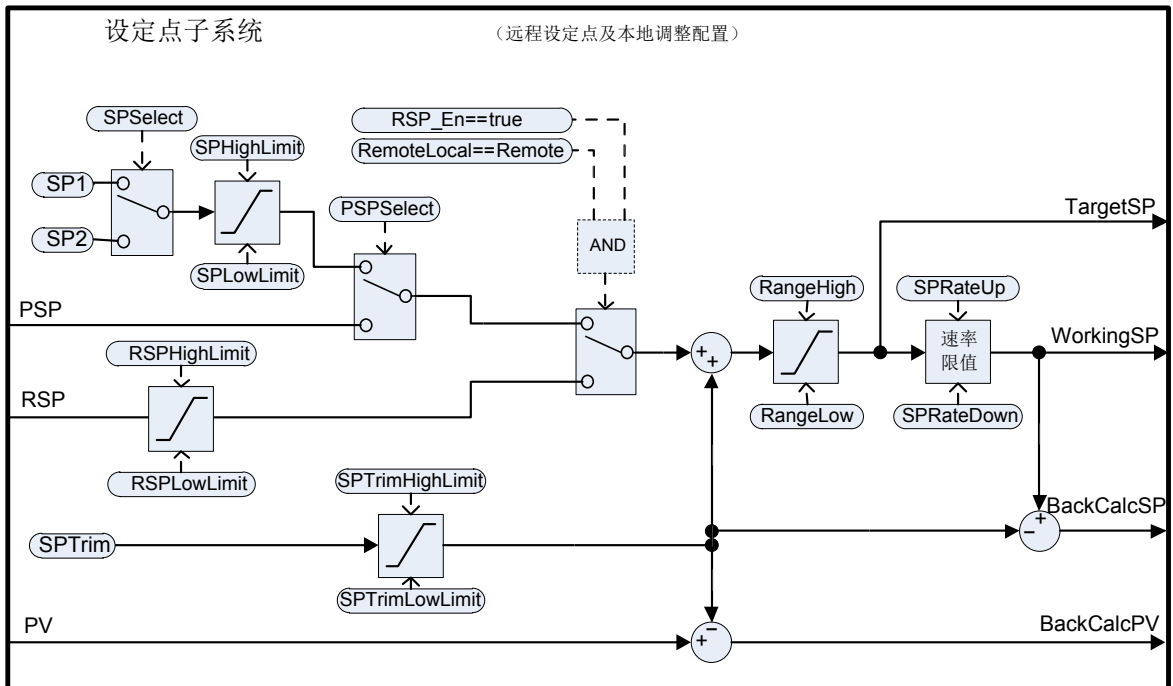 设定点子系统
（远程设定点及本地调整配置）
SPSelect
RSP_En==true
SPHighLimit
RemoteLocal==Remote
SP1
PSPSelect
TargetSP
SP2
AND
SPLowLimit
RangeHigh
SPRateUp
PSP
RSPHighLimit
+
+
速率
限值
WorkingSP
RSP
RangeLow
SPRateDown
RSPLowLimit
SPTrimHighLimit
BackCalcSP
+
-
SPTrim
SPTrimLowLimit
PV
-
+
BackCalcPV